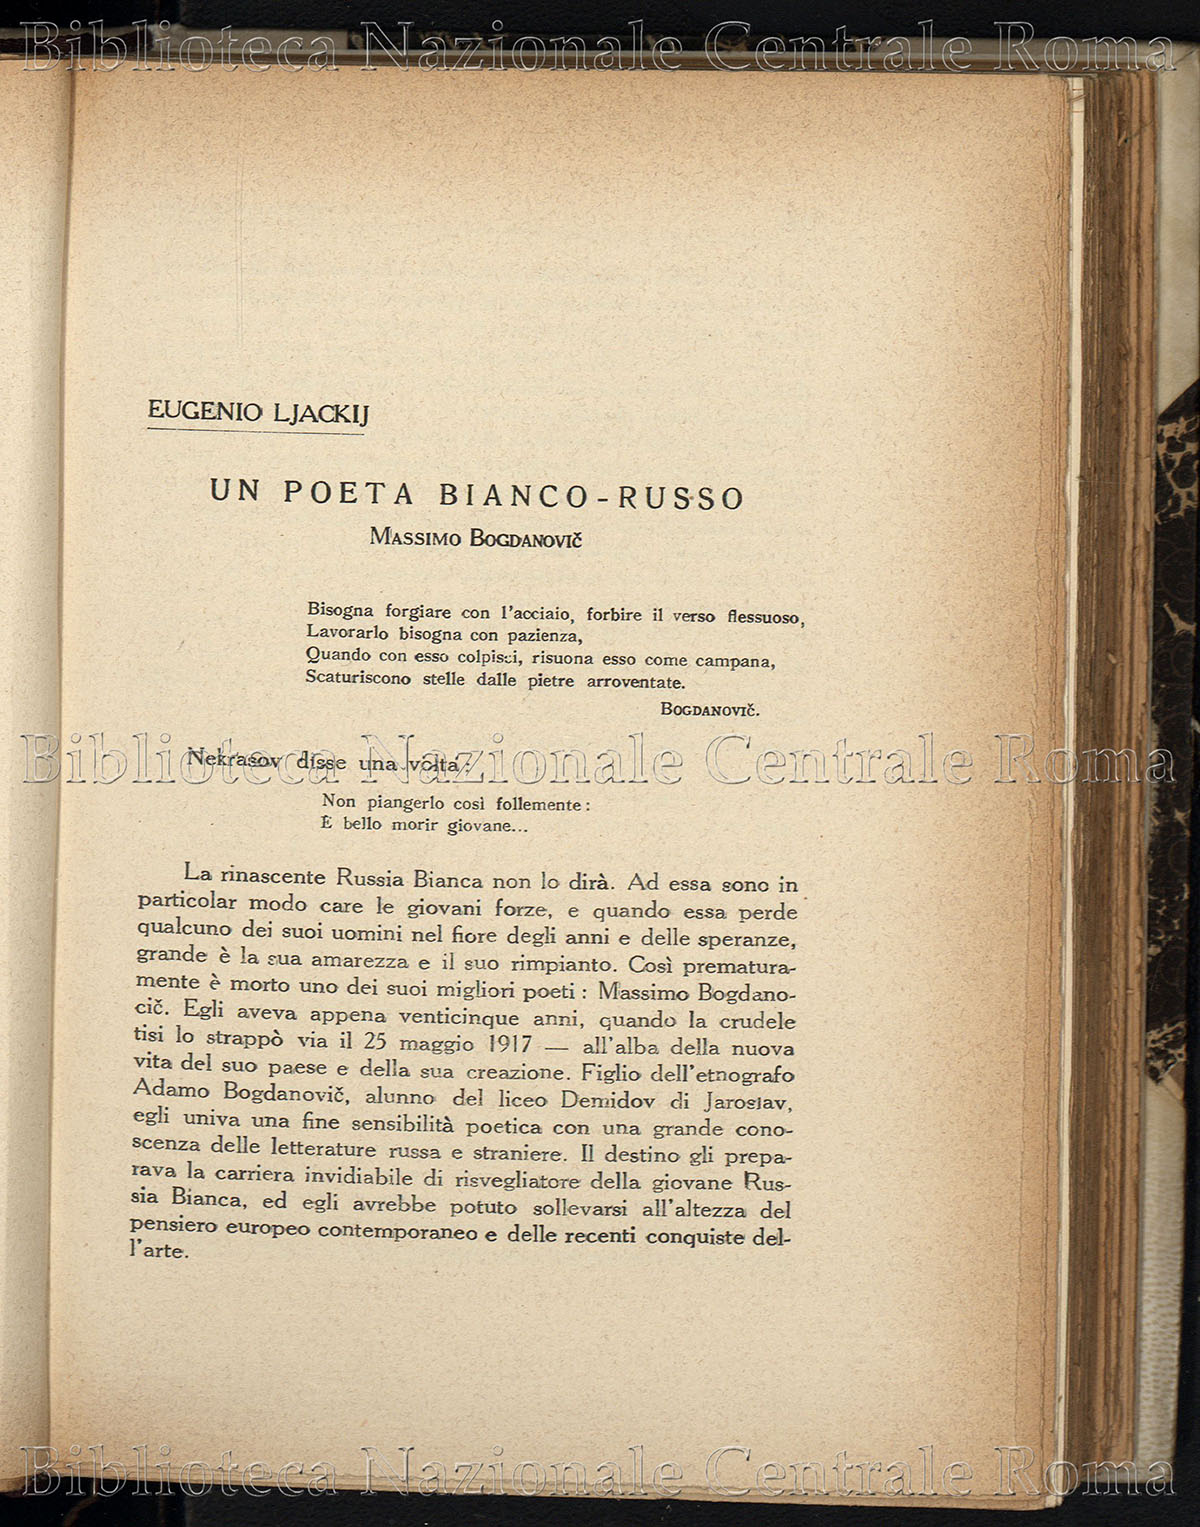 Biblioteca Nazionale Centrale Roma
EUGENIO LJACKIJ
UN POETA BIANCO-RUSSO
MASSIMO BOGDANOVIČ
Bisogna forgiare con l'acciaio, forbire il verso flessuoso,
Lavorarlo bisogna con pazienza,
Quando con esso colpisci, risuona esso come campana,
Scaturiscono stelle dalle pietre arroventate.
BOGDANOVIČ.
Biblioteca Nazionale Centrale Roma
Nekrasov disse una volta:
Non piangerlo così follemente:
È bello morir giovane...
La rinascente Russia Bianca non lo dirà. Ad essa sono in
particolar modo care le giovani forze, e quando essa perde
qualcuno dei suoi uomini nel fiore degli anni e delle speranze,
grande è la sua amarezza e il suo rimpianto. Così prematura-
mente è morto uno dei suoi migliori poeti: Massimo Bogdano-
cič. Egli aveva appena venticinque anni, quando la crudele
tisi lo strappò via il 25 maggio 1917 — all'alba della nuova
vita del suo paese e della sua creazione. Figlio dell'etnografo
Adamo Bogdanovič, alunno del liceo Demidov di Jaroslav,
egli univa una fine sensibilità poetica con una grande cono-
scenza delle letterature russa e straniere. Il destino gli prepa-
rava la carriera invidiabile di risvegliatore della giovane Rus-
sia Bianca, ed egli avrebbe potuto sollevarsi all'altezza del
pensiero europeo contemporaneo e delle recenti conquiste del-
l'arte.
Biblioteca Nazionale Centrale Roma